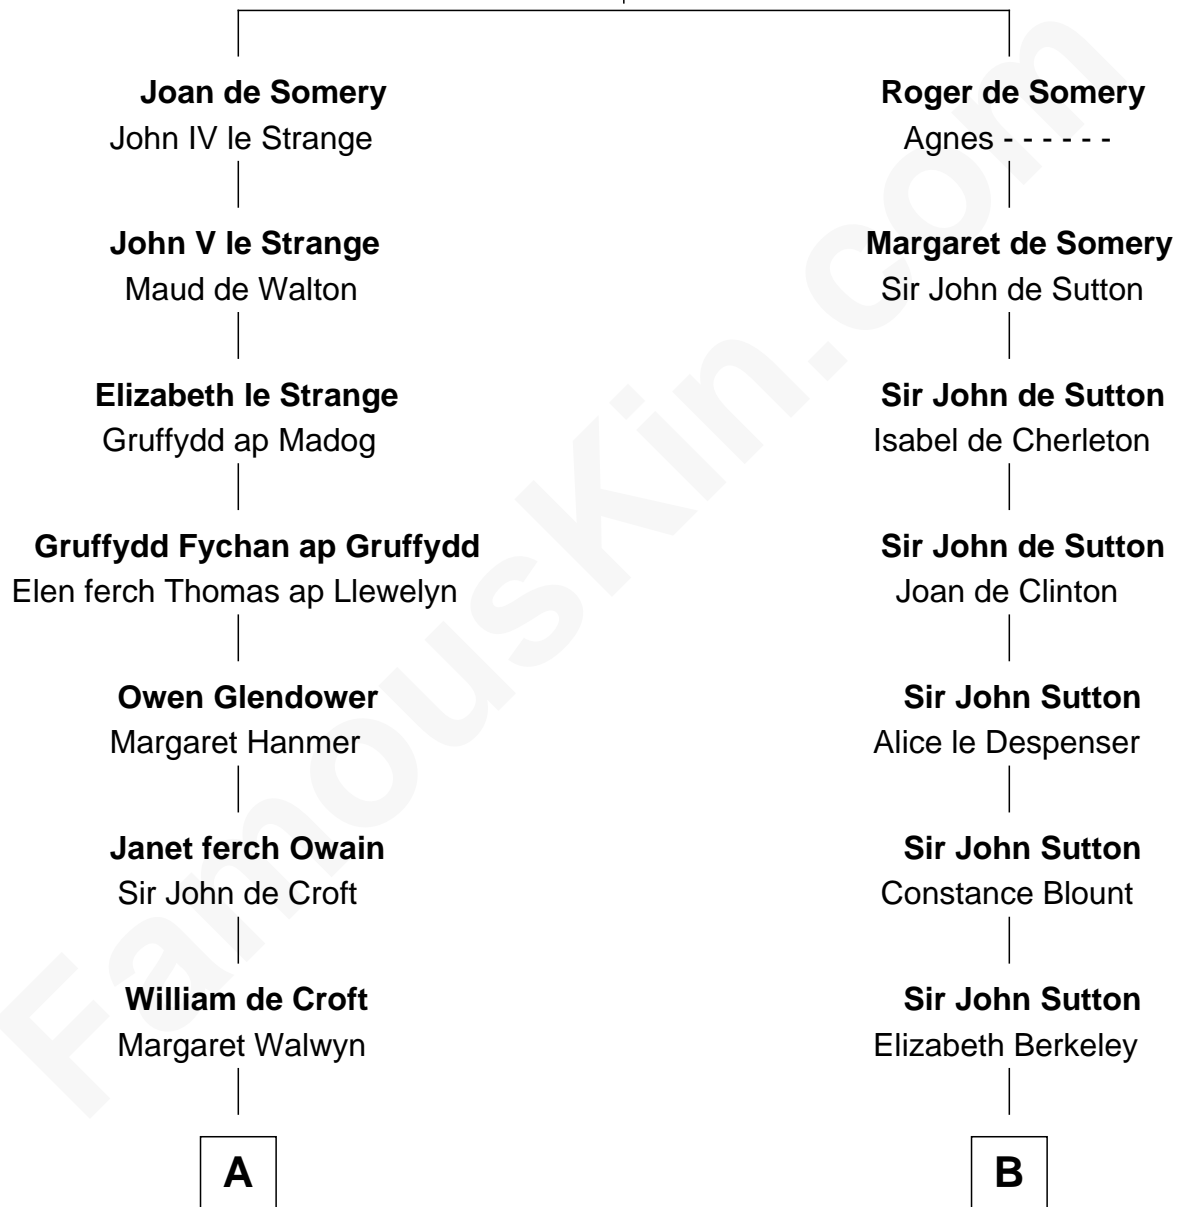 Joan de Somery
John IV le Strange
John V le Strange
Maud de Walton
Elizabeth le Strange
Gruffydd ap Madog
Gruffydd Fychan ap Gruffydd
Elen ferch Thomas ap Llewelyn
Owen Glendower
Margaret Hanmer
Janet ferch Owain
Sir John de Croft
William de Croft
Margaret Walwyn
A
Roger de Somery
Agnes - - - - - -
Margaret de Somery
Sir John de Sutton
Sir John de Sutton
Isabel de Cherleton
Sir John de Sutton
Joan de Clinton
Sir John Sutton
Alice le Despenser
Sir John Sutton
Constance Blount
Sir John Sutton
Elizabeth Berkeley
B
FamousKin.com